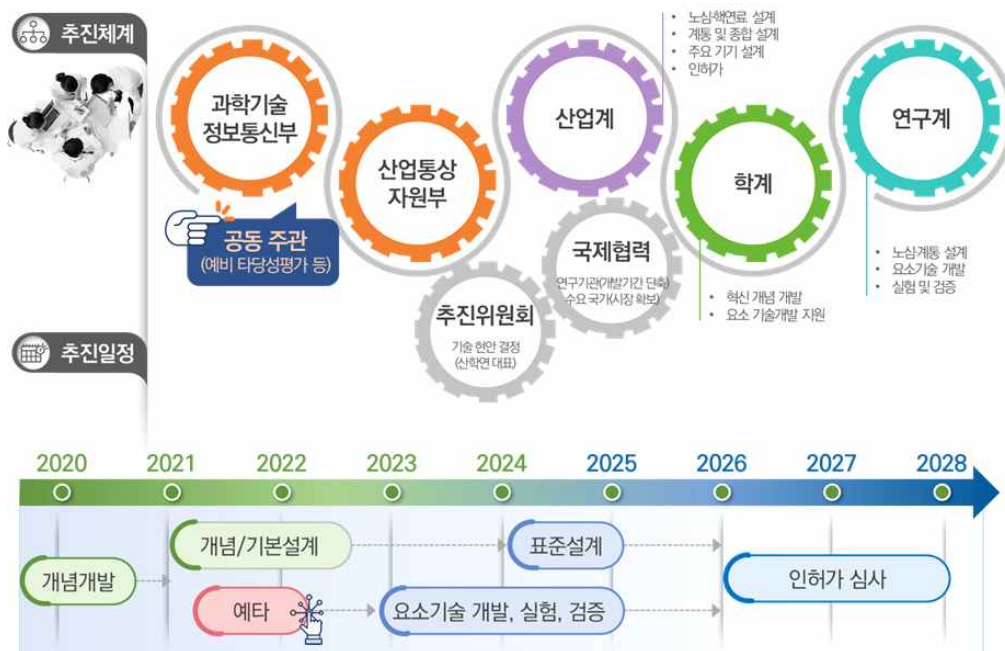 추진체계
과학기술
정보통신부
공동 주관
(예비 타당성평가 등)
산업통상
자원부
추진위원회
기술 현안 결정
(산학연 대표)
산업계
• 노심·핵연료 설계
• 계통 및 종합 설계
• 주요 기기 설계
• 인허가
국제협력
연구기관(개발기간 단축)
수요 국가(시장 확보)
학계
• 혁신 개념 개발
• 요소 기술개발 지원
연구계
• 노심·계통 설계
• 요소기술 개발
• 실험 및 검증
추진일정
2020 2021 2022 2023 2024 2025 2026 2027 2028
개념/기본설계 표준설계
개념개발 인허가 심사
예타 요소기술 개발, 실험, 검증